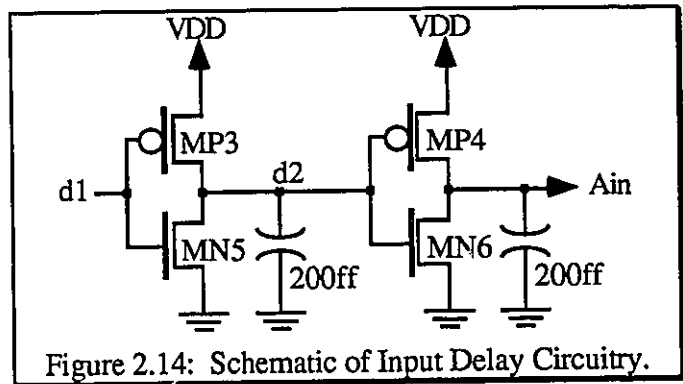 VDD VDD
MP3 MP4
d1 d2 Ain
MN5 MN6
200ff 200ff
Figure 2.14: Schematic of Input Delay Circuitry.